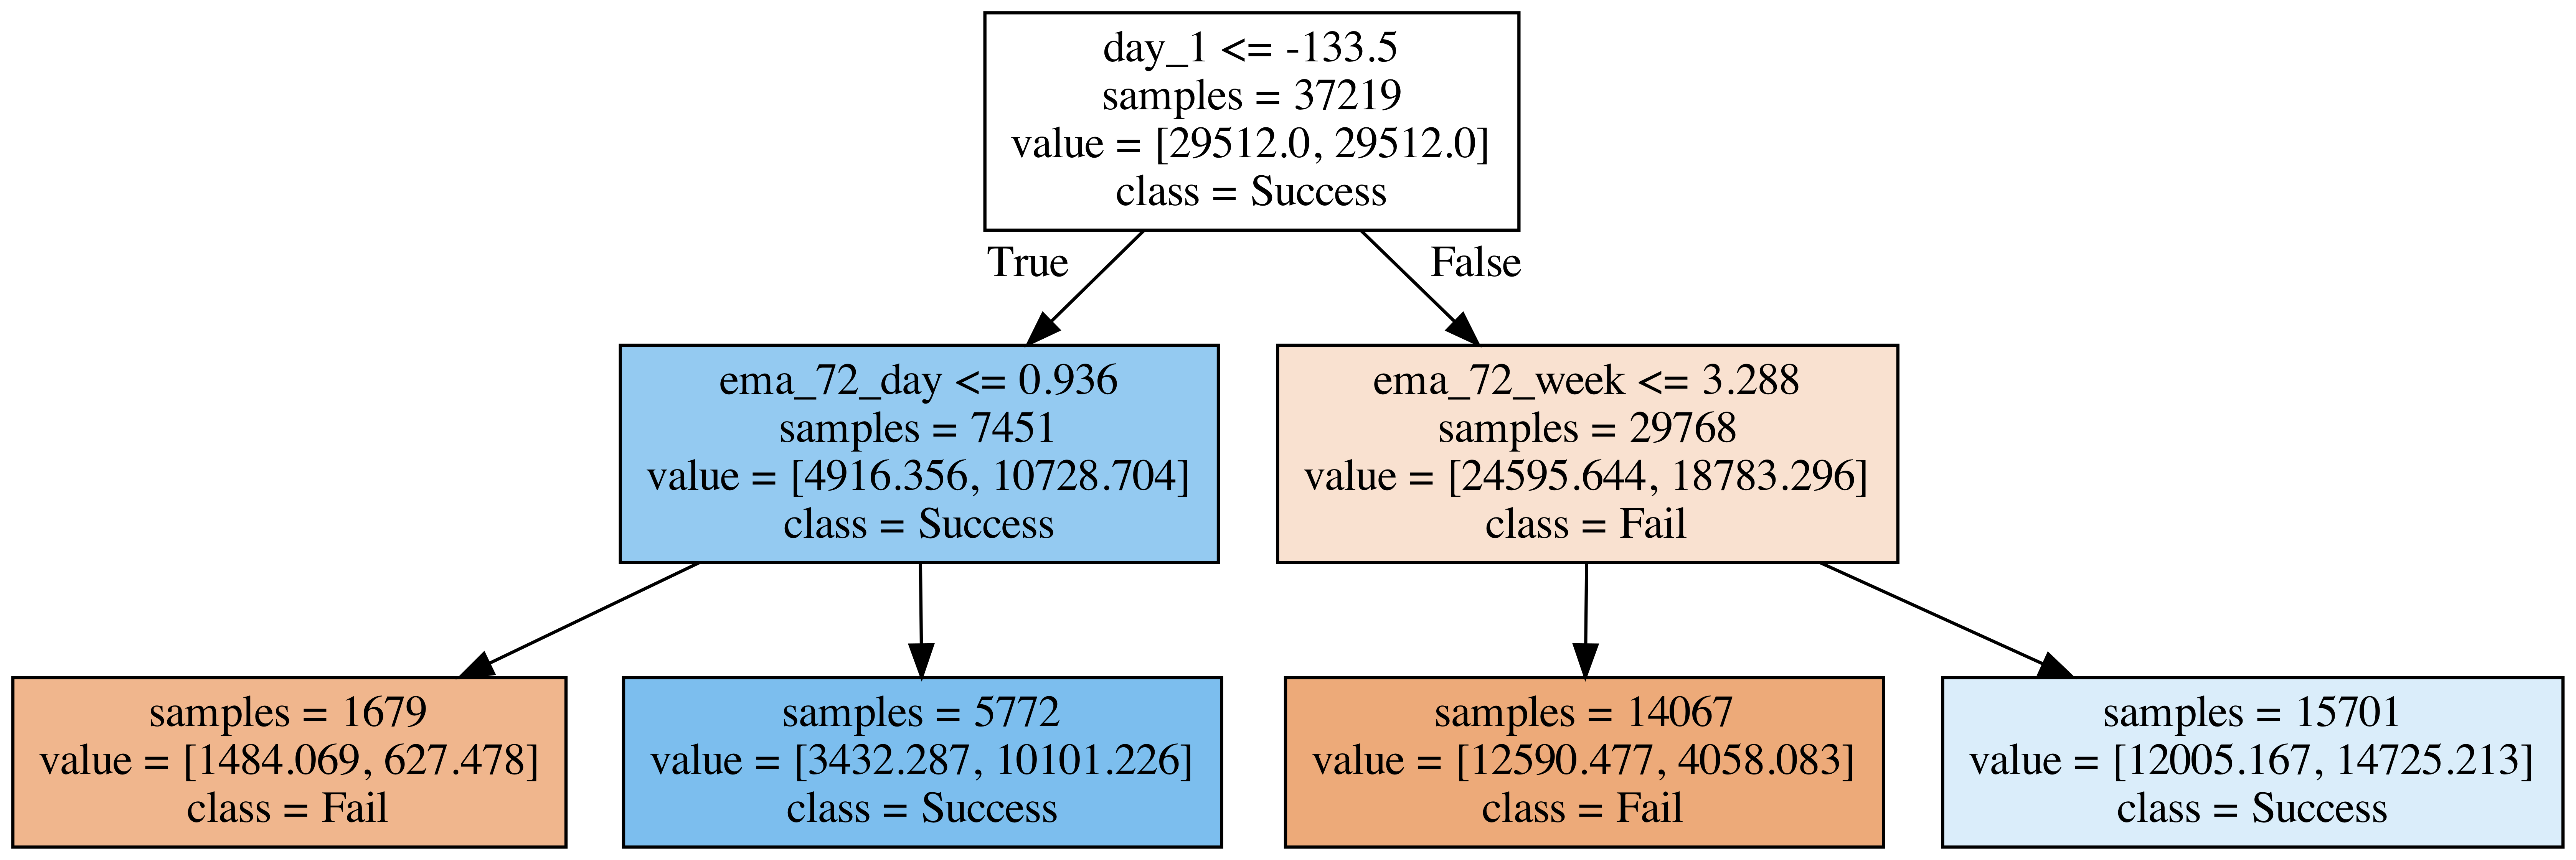 day_1 <= -133.5
samples = 37219
value = [29512.0, 29512.0]
class = Success
True
False
ema_72_day <= 0.936
samples = 7451
value = [4916.356, 10728.704]
class = Success
ema_72_week <= 3.288
samples = 29768
value = [24595.644, 18783.296]
class = Fail
samples = 1679
value = [1484.069, 627.478]
class = Fail
samples = 5772
value = [3432.287, 10101.226]
class = Success
samples = 14067
value = [12590.477, 4058.083]
class = Fail
samples = 15701
value = [12005.167, 14725.213]
class = Success